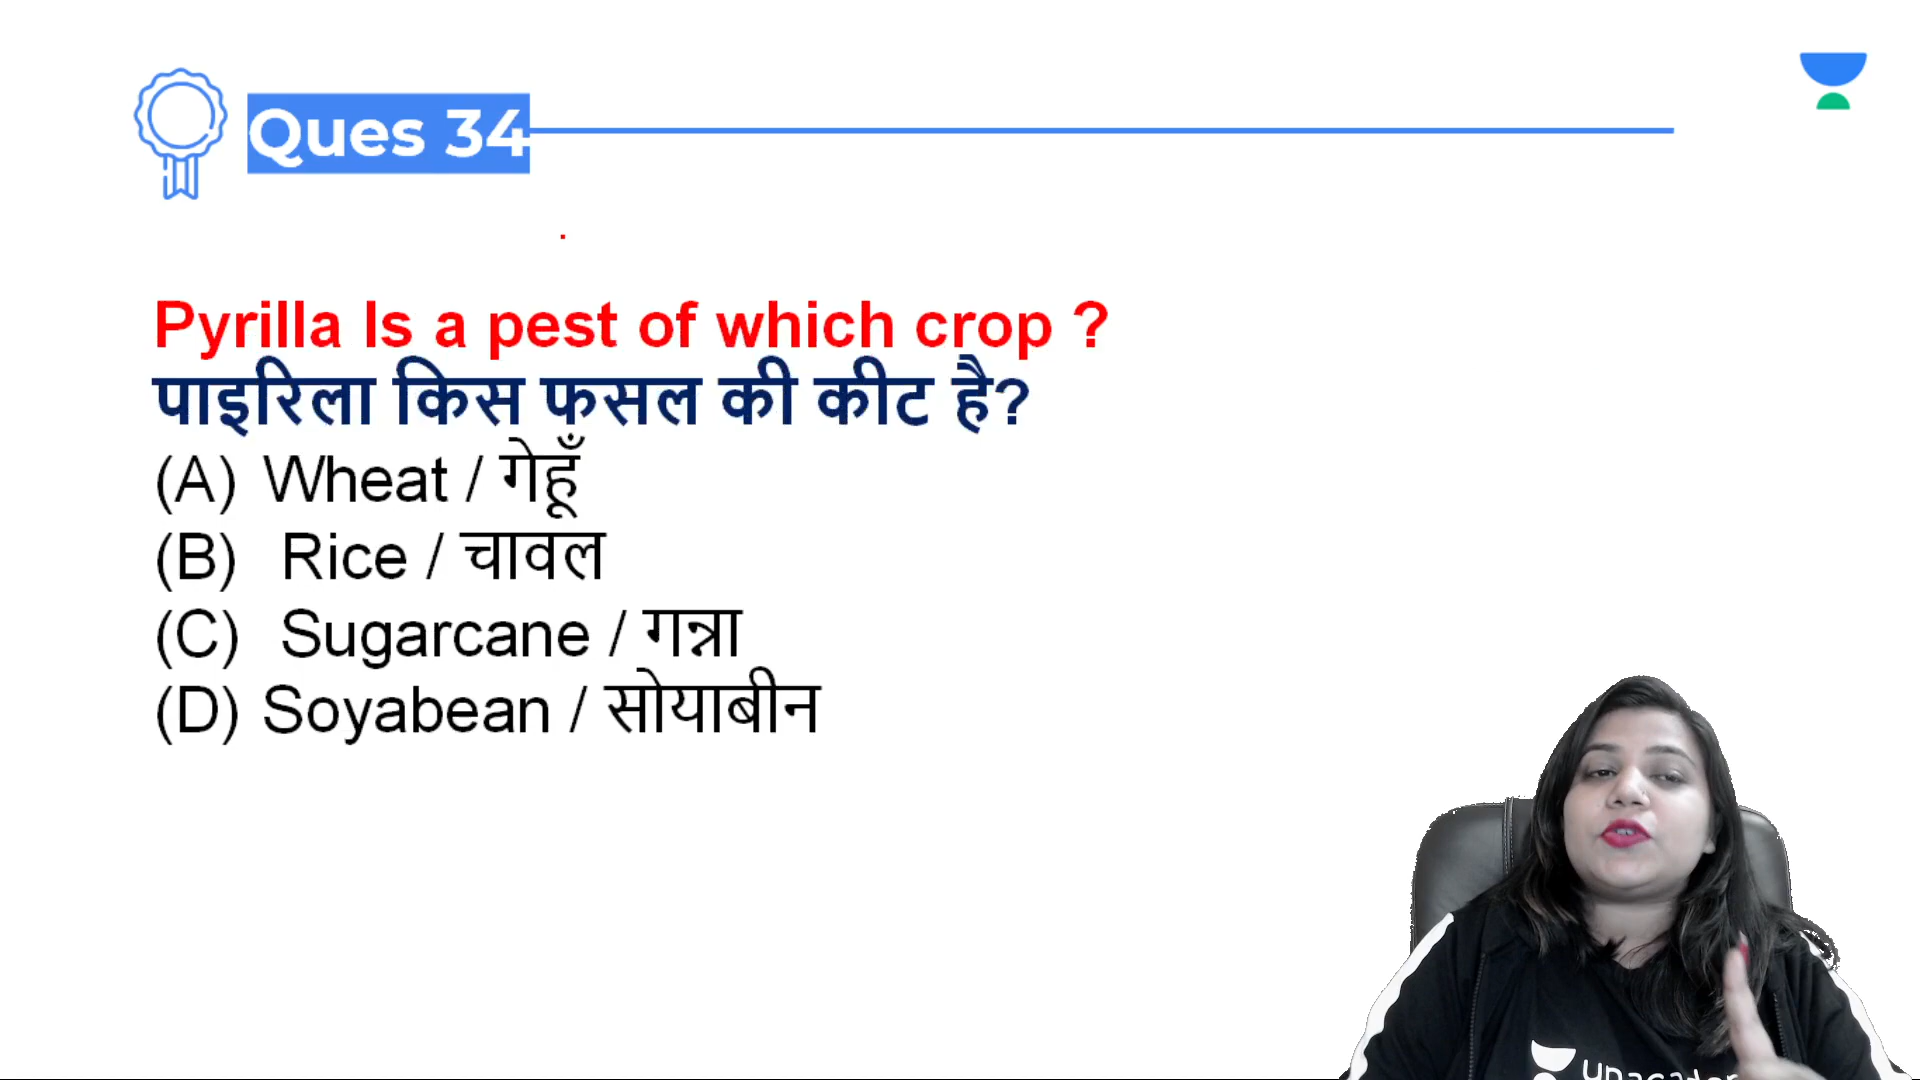 Ques 34
Pyrilla Is a pest of which crop ?
पाइरिला किस फसल की कीट है?
(A) Wheat / गेहूँ
(B) Rice / चावल
(C) Sugarcane / गन्ना
(D) Soyabean / सोयाबीन